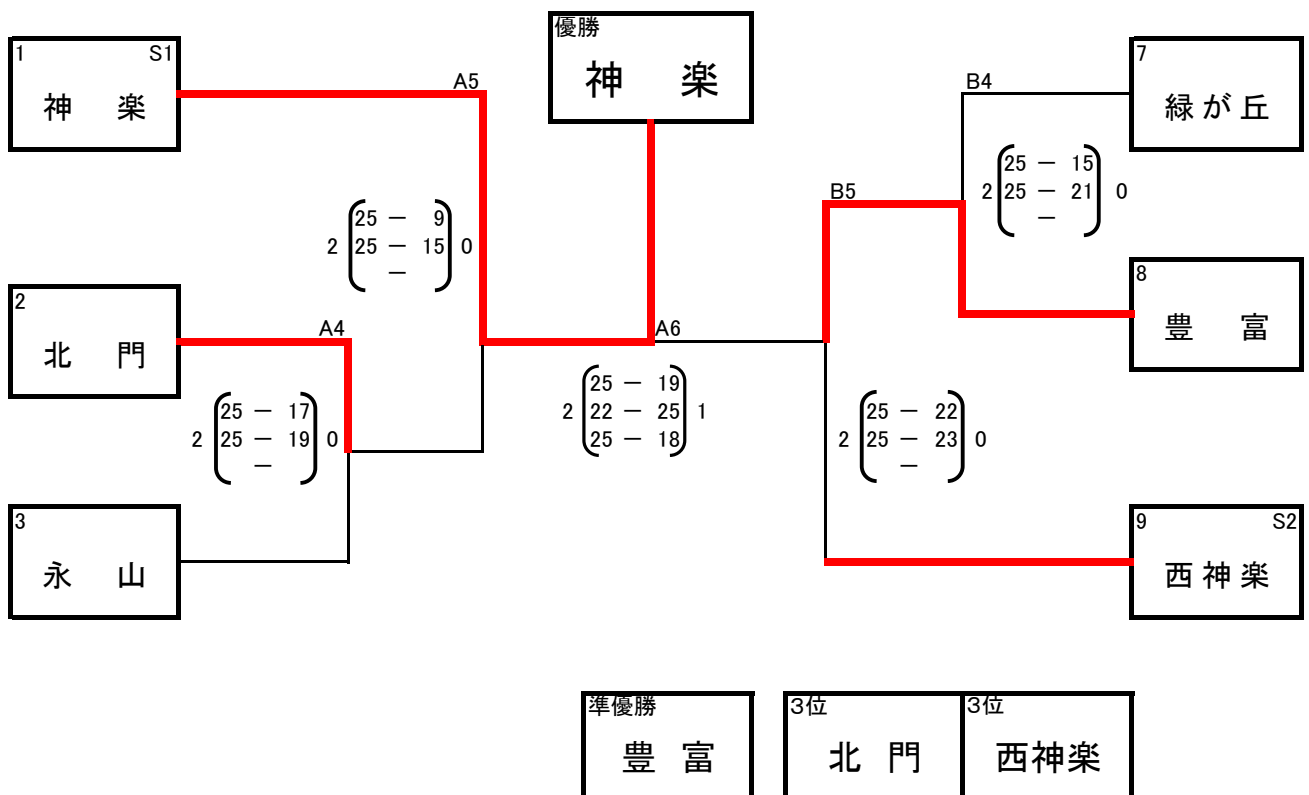 優勝
神 楽
1 S1
神 楽
A5
25 － 9
2 25 － 15 0
－
2
北 門
A4
25 － 17
2 25 － 19 0
－
3
永 山
A6
25 － 19
2 22 － 25 1
25 － 18
B4
7
緑が丘
25 － 15
2 25 － 21 0
－
B5
8
豊 富
25 － 22
2 25 － 23 0
－
9 S2
西神楽
準優勝
豊 富
3位
北 門
3位
西神楽